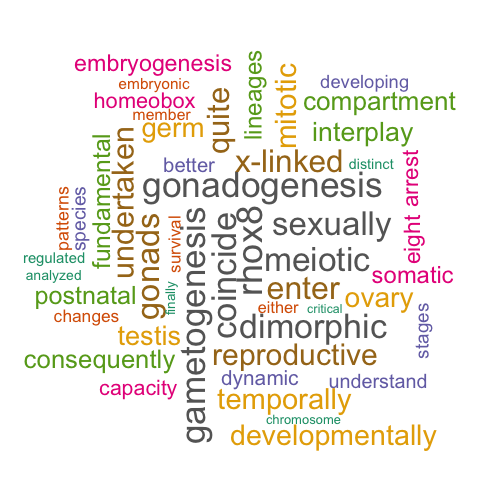 embryogenesis
embryonic
homeobox
member
germ
quite
lineages
mitotic
developing
compartment
interplay
better
x-linked
distinct
fundamental
undertaken
gonadogenesis
eight
arrest
patterns
species
gonads
survival
gametogenesis
coincide
rhox8
sexually
meiotic
regulated
analyzed
finally
enter
somatic
postnatal
either
critical
ovary
changes
testis
dimorphic
stages
consequently
reproductive
capacity
dynamic
understand
temporally
chromosome
developmentally